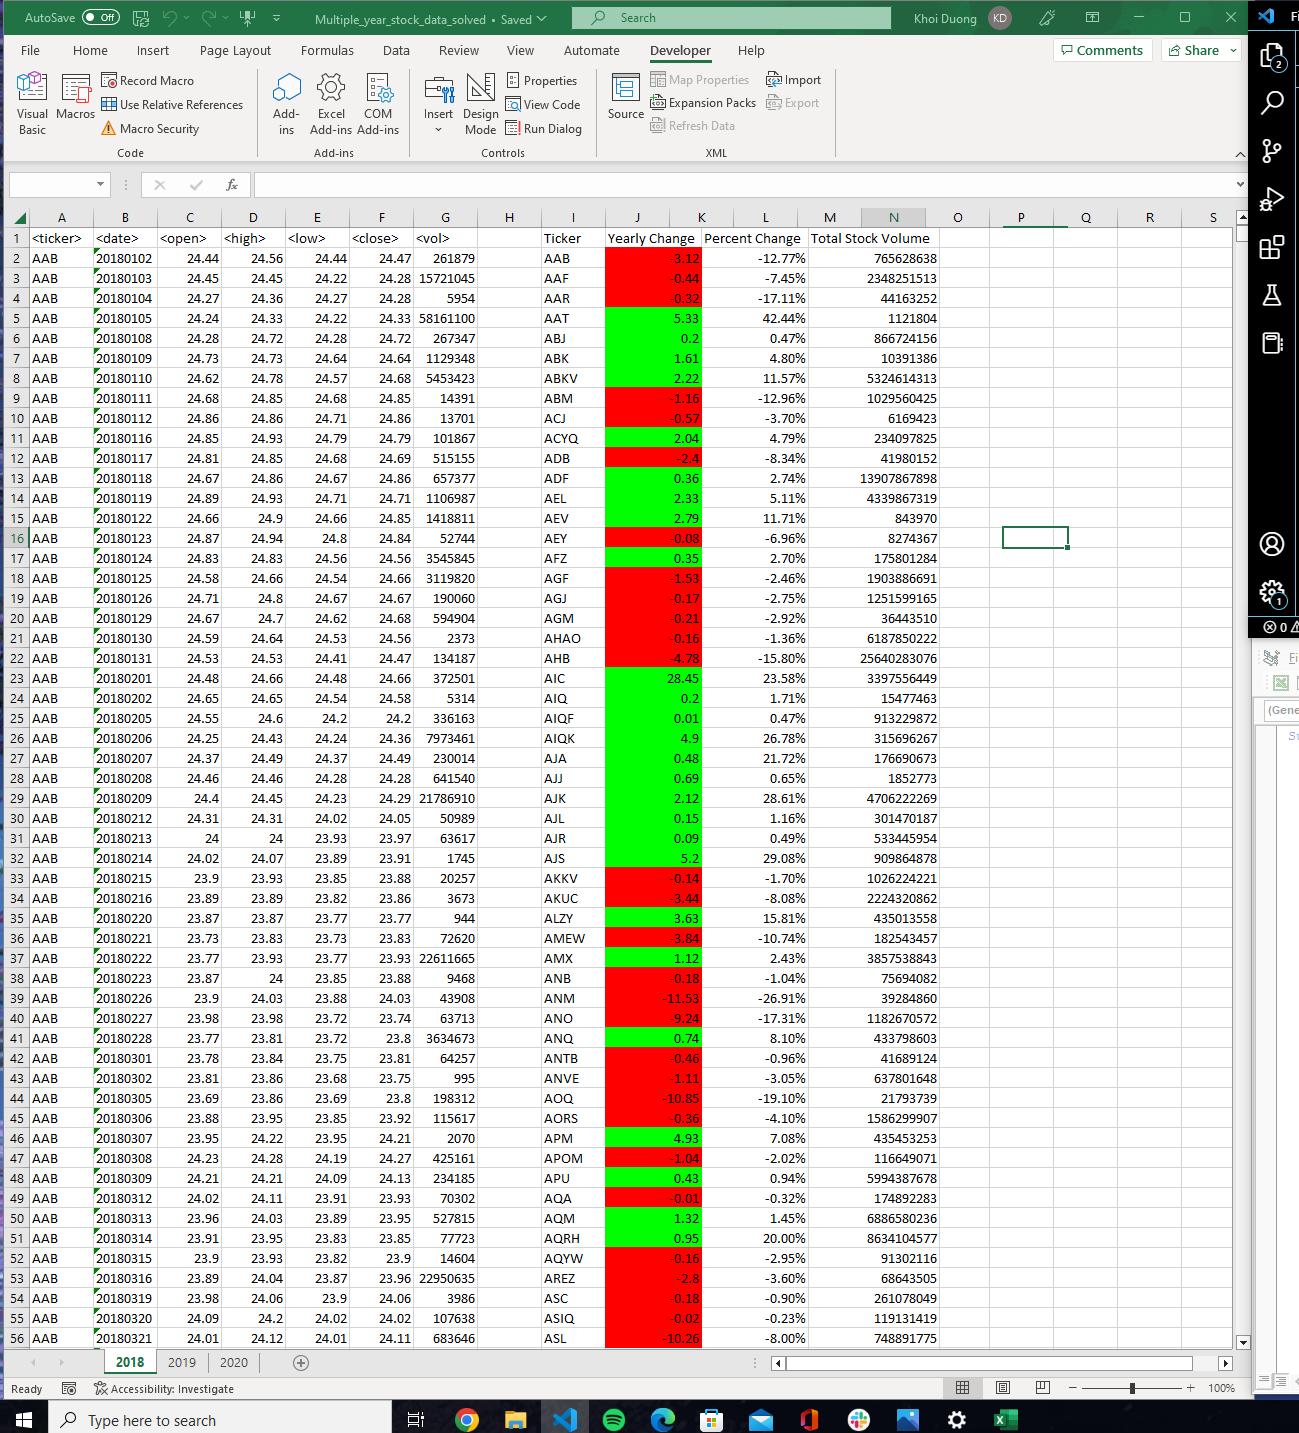 AutoSave Off Multiple_year_stock_data_solved • Saved Search Khoi Duong KD
File Home Insert Page Layout Formulas Data Review View Automate Developer Help Comments Share
Visual Basic Macros Record Macro Use Relative References Macro Security Code
Add-ins Excel Add-ins COM Add-ins Add-ins
Insert Design Mode Properties View Code Run Dialog Controls
Source Map Properties Expansion Packs Refresh Data Import Export XML
fx
A B C D E F G H I J K L M N O P Q R S
1 <ticker> <date> <open> <high> <low> <close> <vol> Ticker Yearly Change Percent Change Total Stock Volume
2 AAB 20180102 24.44 24.56 24.44 24.47 261879 AAB -3.12 -12.77% 765628638
3 AAB 20180103 24.45 24.45 24.22 24.28 15721045 AAF -0.44 -7.45% 2348251513
4 AAB 20180104 24.27 24.36 24.27 24.28 5954 AAR -0.32 -17.11% 44163252
5 AAB 20180105 24.24 24.33 24.22 24.33 58161100 AAT 5.33 42.44% 1121804
6 AAB 20180108 24.28 24.72 24.28 24.72 267347 ABJ 0.2 0.47% 866724156
7 AAB 20180109 24.73 24.73 24.64 24.64 1129348 ABK 1.61 4.80% 10391386
8 AAB 20180110 24.62 24.78 24.57 24.68 5453423 ABKV 2.22 11.57% 5324614313
9 AAB 20180111 24.68 24.85 24.68 24.85 14391 ABM -1.16 -12.96% 1029560425
10 AAB 20180112 24.86 24.86 24.71 24.86 13701 ACJ -0.57 -3.70% 6169423
11 AAB 20180116 24.85 24.93 24.79 24.79 101867 ACYQ 2.04 4.79% 234097825
12 AAB 20180117 24.81 24.85 24.68 24.69 515155 ADB -2.4 -8.34% 41980152
13 AAB 20180118 24.67 24.86 24.67 24.86 657377 ADF 0.36 2.74% 13907867898
14 AAB 20180119 24.89 24.93 24.71 24.71 1106987 AEL 2.33 5.11% 4339867319
15 AAB 20180122 24.66 24.9 24.66 24.85 1418811 AEV 2.79 11.71% 843970
16 AAB 20180123 24.87 24.94 24.8 24.84 52744 AEY -0.08 -6.96% 8274367
17 AAB 20180124 24.83 24.83 24.56 24.56 3545845 AFZ 0.35 2.70% 175801284
18 AAB 20180125 24.58 24.66 24.54 24.66 3119820 AGF -1.53 -2.46% 1903886691
19 AAB 20180126 24.71 24.8 24.67 24.67 190060 AGJ -0.17 -2.75% 1251599165
20 AAB 20180129 24.67 24.7 24.62 24.68 594904 AGM -0.21 -2.92% 36443510
21 AAB 20180130 24.59 24.64 24.53 24.56 2373 AHAO -0.16 -1.36% 6187850222
22 AAB 20180131 24.53 24.53 24.41 24.47 134187 AHB -4.78 -15.80% 25640283076
23 AAB 20180201 24.48 24.66 24.48 24.66 372501 AIC 28.45 23.58% 3397556449
24 AAB 20180202 24.65 24.65 24.54 24.58 5314 AIQ 0.2 1.71% 15477463
25 AAB 20180205 24.55 24.6 24.2 24.2 336163 AIQF 0.01 0.47% 913229872
26 AAB 20180206 24.25 24.43 24.24 24.36 7973461 AIQK 4.9 26.78% 315696267
27 AAB 20180207 24.37 24.49 24.37 24.49 230014 AJA 0.48 21.72% 176690673
28 AAB 20180208 24.46 24.46 24.28 24.28 641540 AJJ 0.69 0.65% 1852773
29 AAB 20180209 24.4 24.45 24.23 24.29 21786910 AJK 2.12 28.61% 4706222269
30 AAB 20180212 24.31 24.31 24.02 24.05 50989 AJL 0.15 1.16% 301470187
31 AAB 20180213 24 24 23.93 23.97 63617 AJR 0.09 0.49% 533445954
32 AAB 20180214 24.02 24.07 23.89 23.91 1745 AJS 5.2 29.08% 909864878
33 AAB 20180215 23.9 23.93 23.85 23.88 20257 AKKV -0.14 -1.70% 1026224221
34 AAB 20180216 23.89 23.89 23.82 23.86 3673 AKUC -3.44 -8.08% 2224320862
35 AAB 20180220 23.87 23.87 23.77 23.77 944 ALZY 3.63 15.81% 435013558
36 AAB 20180221 23.73 23.83 23.73 23.83 72620 AMEW -3.84 -10.74% 182543457
37 AAB 20180222 23.77 23.93 23.77 23.93 22611665 AMX 1.12 2.43% 3857538843
38 AAB 20180223 23.87 24 23.85 23.88 9468 ANB -0.18 -1.04% 75694082
39 AAB 20180226 23.9 24.03 23.88 24.03 43908 ANM -11.53 -26.91% 39284860
40 AAB 20180227 23.98 23.98 23.72 23.74 63713 ANO -9.24 -17.31% 1182670572
41 AAB 20180228 23.77 23.81 23.72 23.8 3634673 ANQ 0.74 8.10% 433798603
42 AAB 20180301 23.78 23.84 23.75 23.81 64257 ANTB -0.46 -0.96% 41689124
43 AAB 20180302 23.81 23.86 23.68 23.75 995 ANVE -1.11 -3.05% 637801648
44 AAB 20180305 23.69 23.86 23.69 23.8 198312 AOQ -10.85 -19.10% 21793739
45 AAB 20180306 23.88 23.95 23.85 23.92 115617 AORS -0.36 -4.10% 1586299907
46 AAB 20180307 23.95 24.22 23.95 24.21 2070 APM 4.93 7.08% 435453253
47 AAB 20180308 24.23 24.28 24.19 24.27 425161 APOM -1.04 -2.02% 116649071
48 AAB 20180309 24.21 24.21 24.09 24.13 234185 APU 0.43 0.94% 5994387678
49 AAB 20180312 24.02 24.11 23.91 23.93 70302 AQA -0.01 -0.32% 174892283
50 AAB 20180313 23.96 24.03 23.89 23.95 527815 AQM 1.32 1.45% 6886580236
51 AAB 20180314 23.91 23.95 23.83 23.85 77723 AQRH 0.95 20.00% 8634104577
52 AAB 20180315 23.9 23.93 23.82 23.9 14604 AQYW -0.16 -2.95% 91302116
53 AAB 20180316 23.89 24.04 23.87 23.96 22950635 AREZ -2.8 -3.60% 68643505
54 AAB 20180319 23.98 24.06 23.9 24.06 3986 ASC -0.18 -0.90% 261078049
55 AAB 20180320 24.09 24.2 24.02 24.02 107638 ASIQ -0.02 -0.23% 119131419
56 AAB 20180321 24.01 24.12 24.01 24.11 683646 ASL -10.26 -8.00% 748891775
2018 2019 2020
Ready Accessibility: Investigate 100%
Type here to search
2
1
0
Fi
(Gene